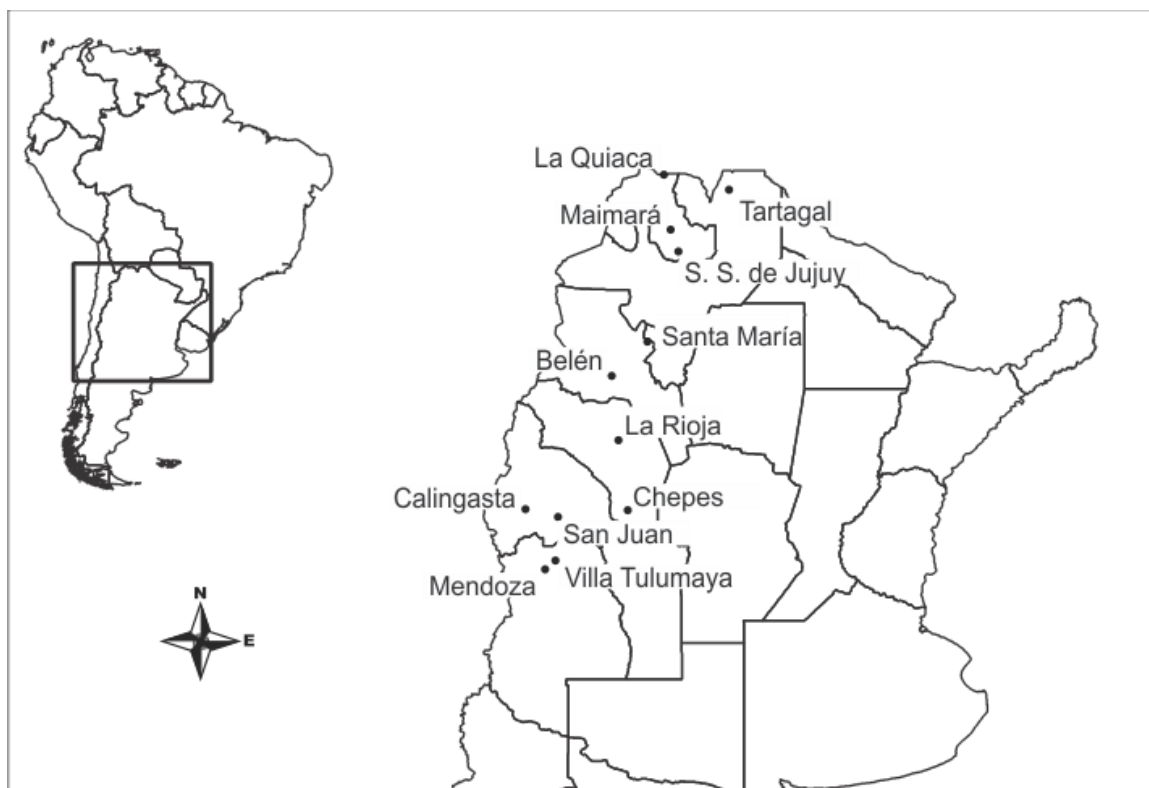 La Quiaca
Tartagal
Maimará
S. S. de Jujuy
Santa María
Belén
La Rioja
Calingasta
Chepes
San Juan
Mendoza
Villa Tulumaya
N
E